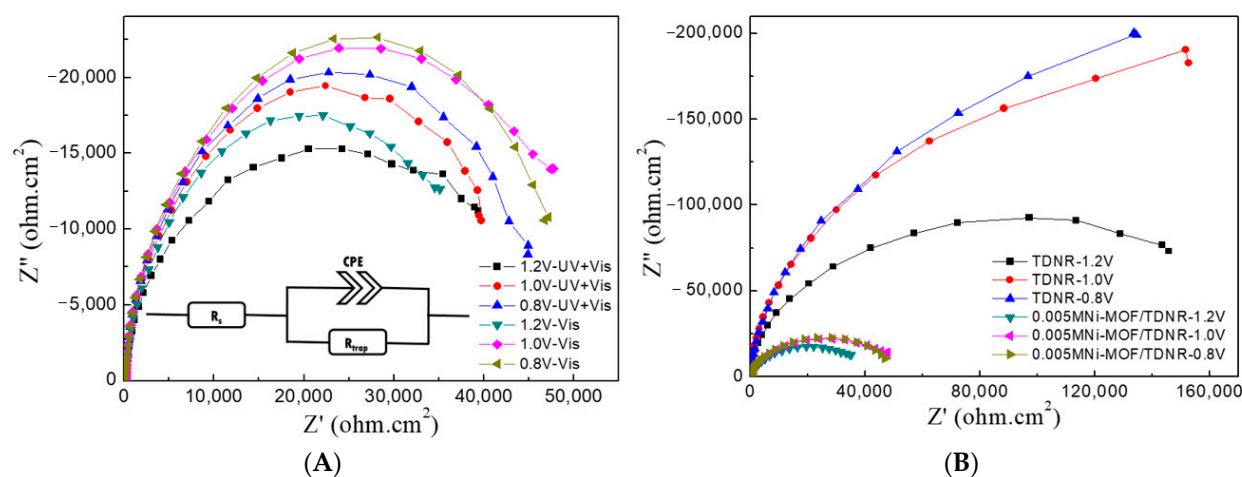 −20,000
−15,000
−10,000
−5,000
0
Z" (ohm.cm²)
0
10,000
20,000
30,000
40,000
50,000
Z' (ohm.cm²)
CPE
Rs
Rtrap
1.2V-UV+Vis
1.0V-UV+Vis
0.8V-UV+Vis
1.2V-Vis
1.0V-Vis
0.8V-Vis
(A)
−200,000
−150,000
−100,000
−50,000
0
Z" (ohm.cm²)
0
40,000
80,000
120,000
160,000
Z' (ohm.cm²)
TDNR-1.2V
TDNR-1.0V
TDNR-0.8V
0.005MNi-MOF/TDNR-1.2V
0.005MNi-MOF/TDNR-1.0V
0.005MNi-MOF/TDNR-0.8V
(B)